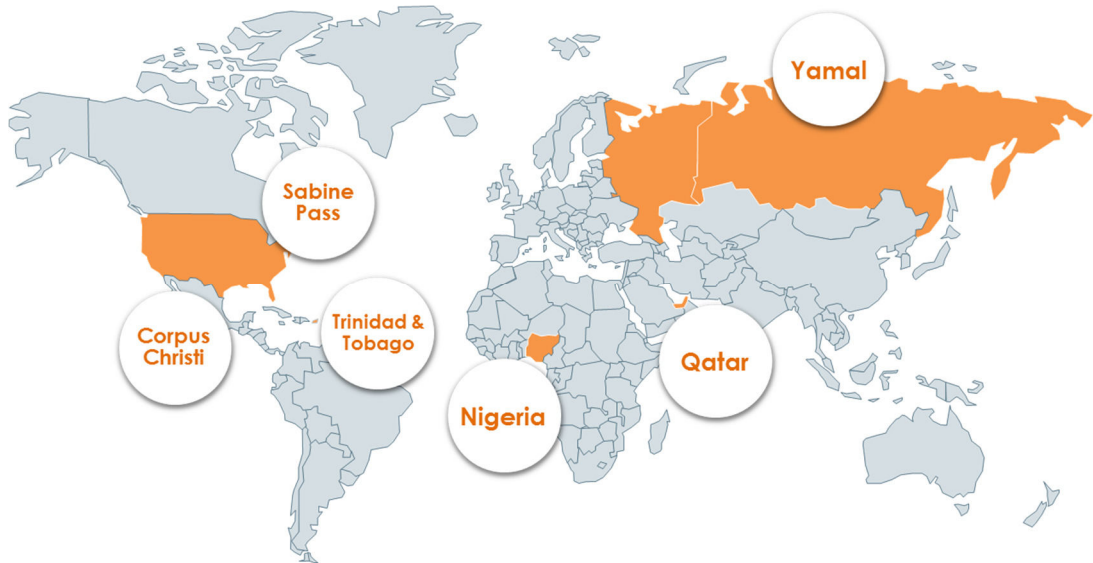 Yamal
Sabine
Pass
Corpus
Christi
Trinidad &
Tobago
Nigeria
Qatar